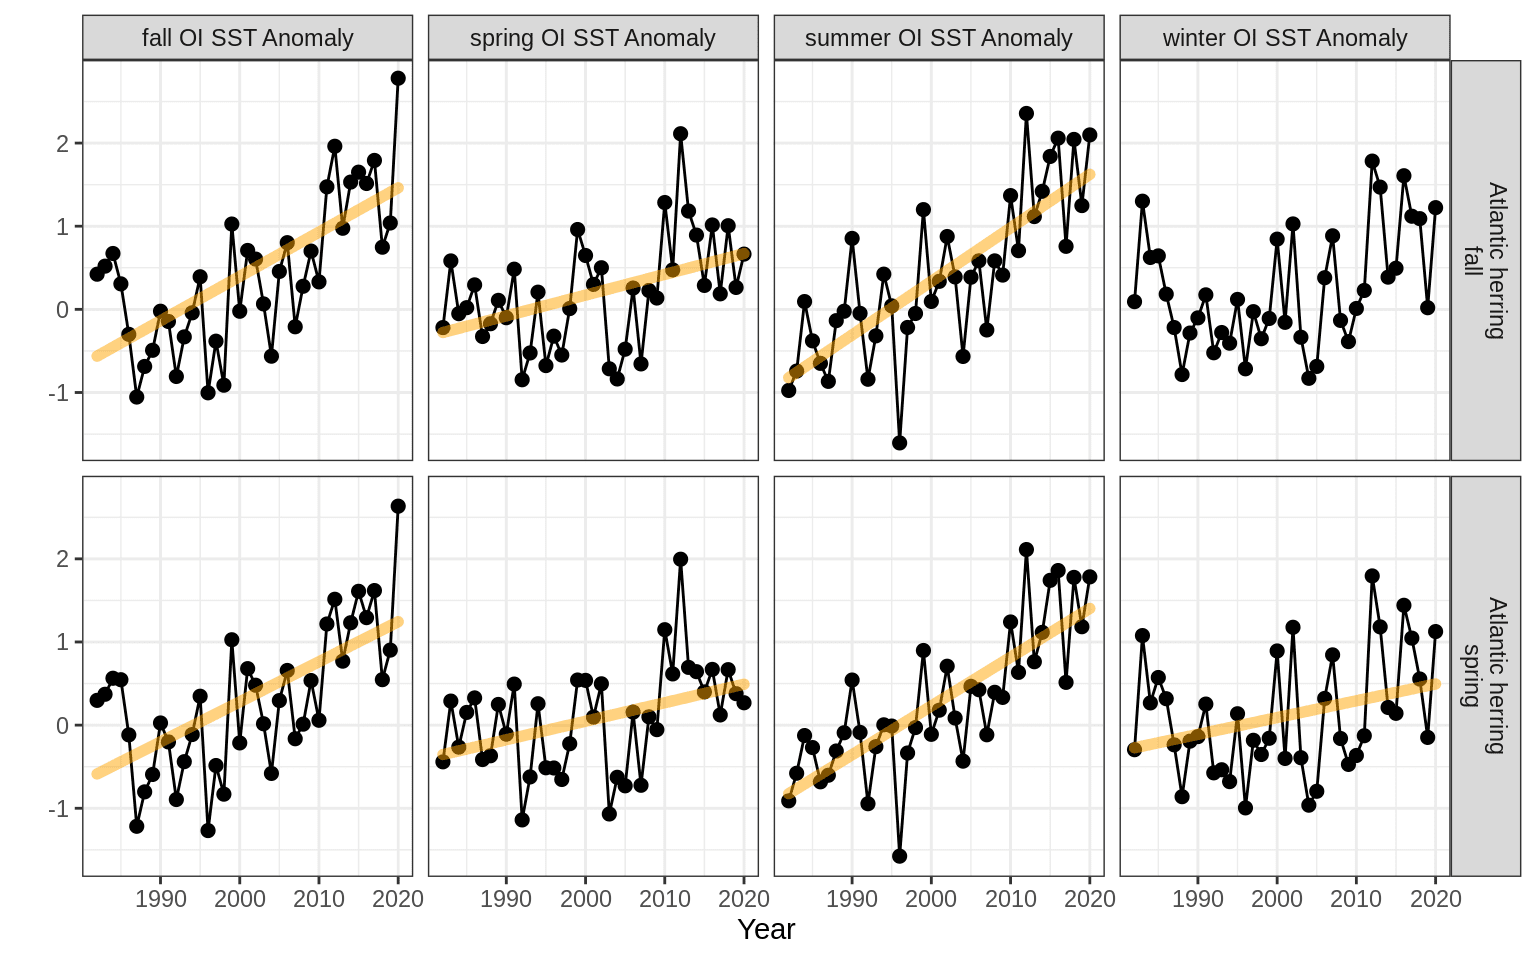 fall OI SST Anomaly
spring OI SST Anomaly
summer OI SST Anomaly
winter OI SST Anomaly
2
1
0
-1
Atlantic herring
fall
2
1
0
-1
Atlantic herring
spring
1990 2000 2010 2020
1990 2000 2010 2020
1990 2000 2010 2020
1990 2000 2010 2020
Year